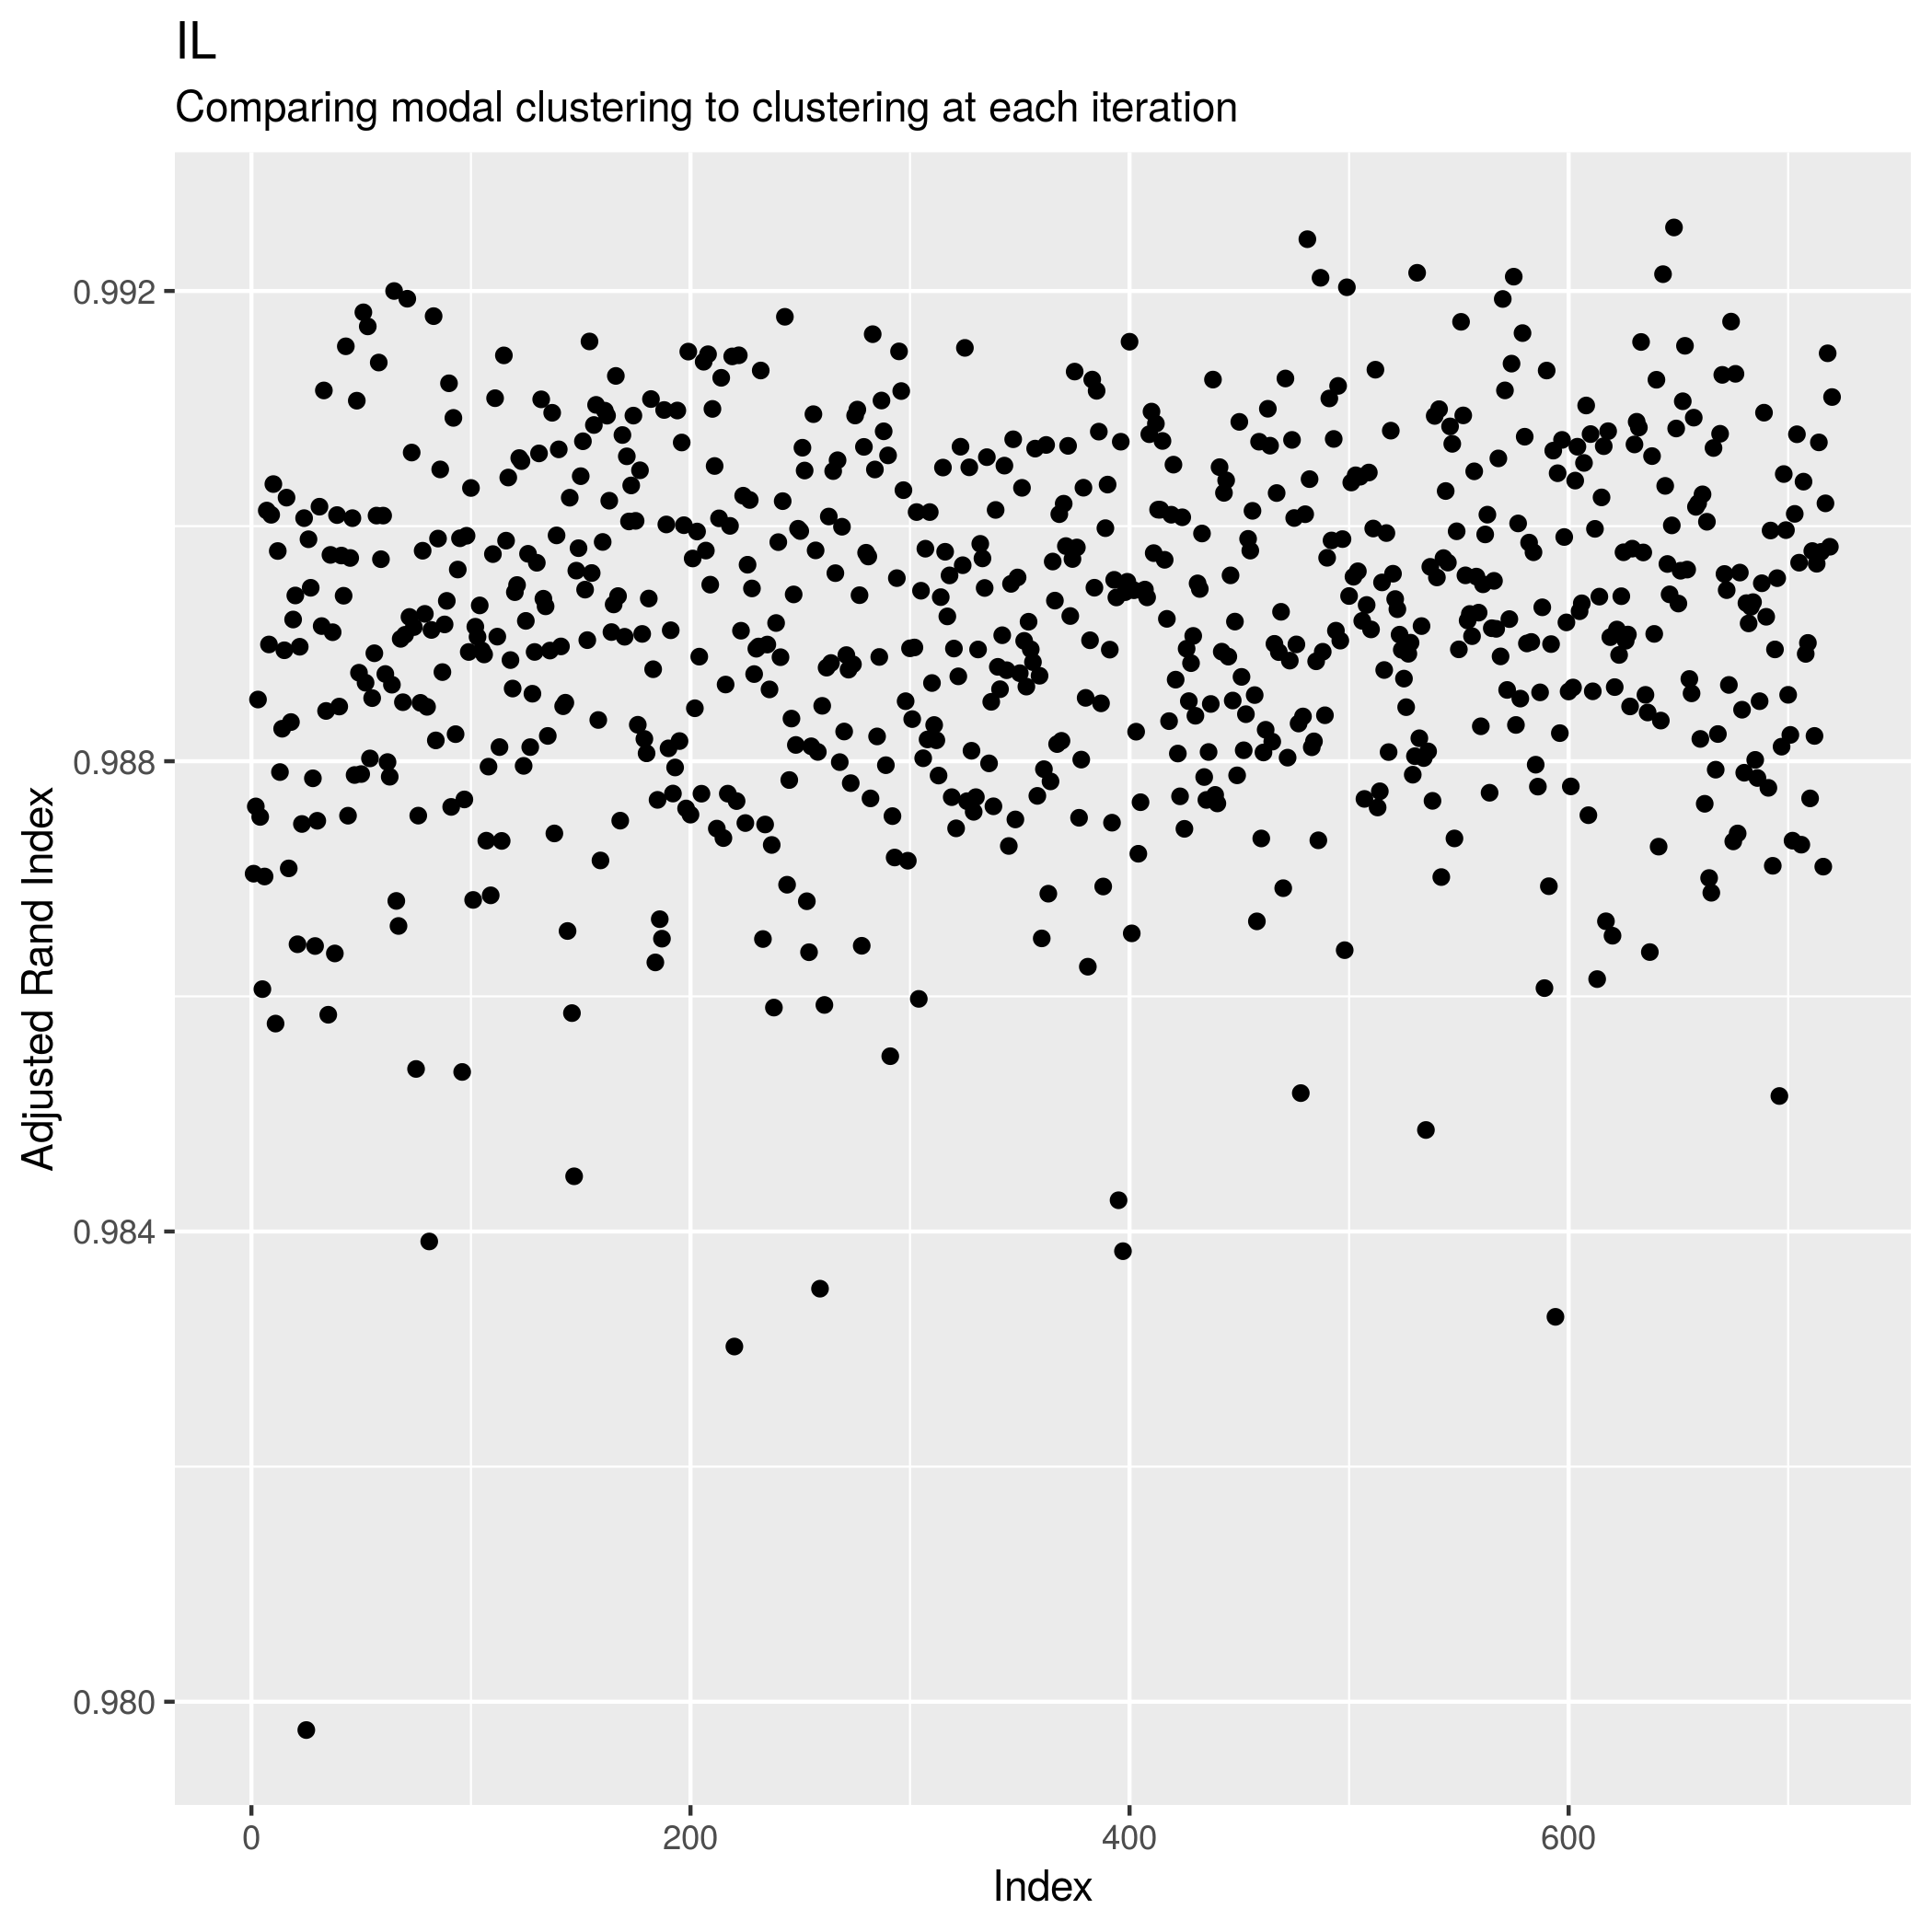 IL
Comparing modal clustering to clustering at each iteration
Adjusted Rand Index
0.992
0.988
0.984
0.980
0
200
400
600
Index